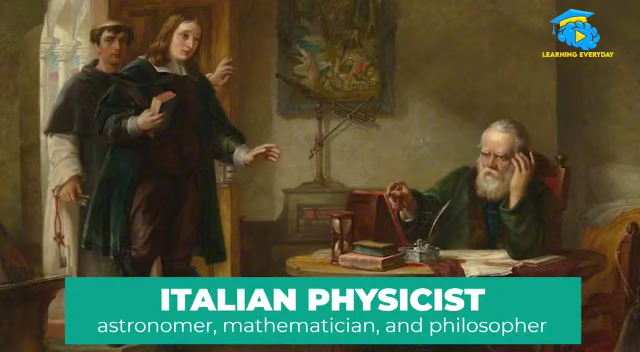 LEARNING EVERYDAY
ITALIAN PHYSICIST
astronomer, mathematician, and philosopher